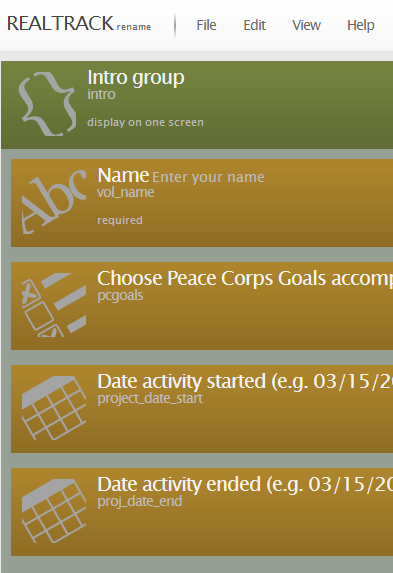 REALTRACK rename File Edit View Help
Intro group
intro
display on one screen
Abc
Name Enter your name
vol_name
required
Choose Peace Corps Goals accomp
pcgoals
Date activity started (e.g. 03/15/20
project_date_start
Date activity ended (e.g. 03/15/20
proj_date_end